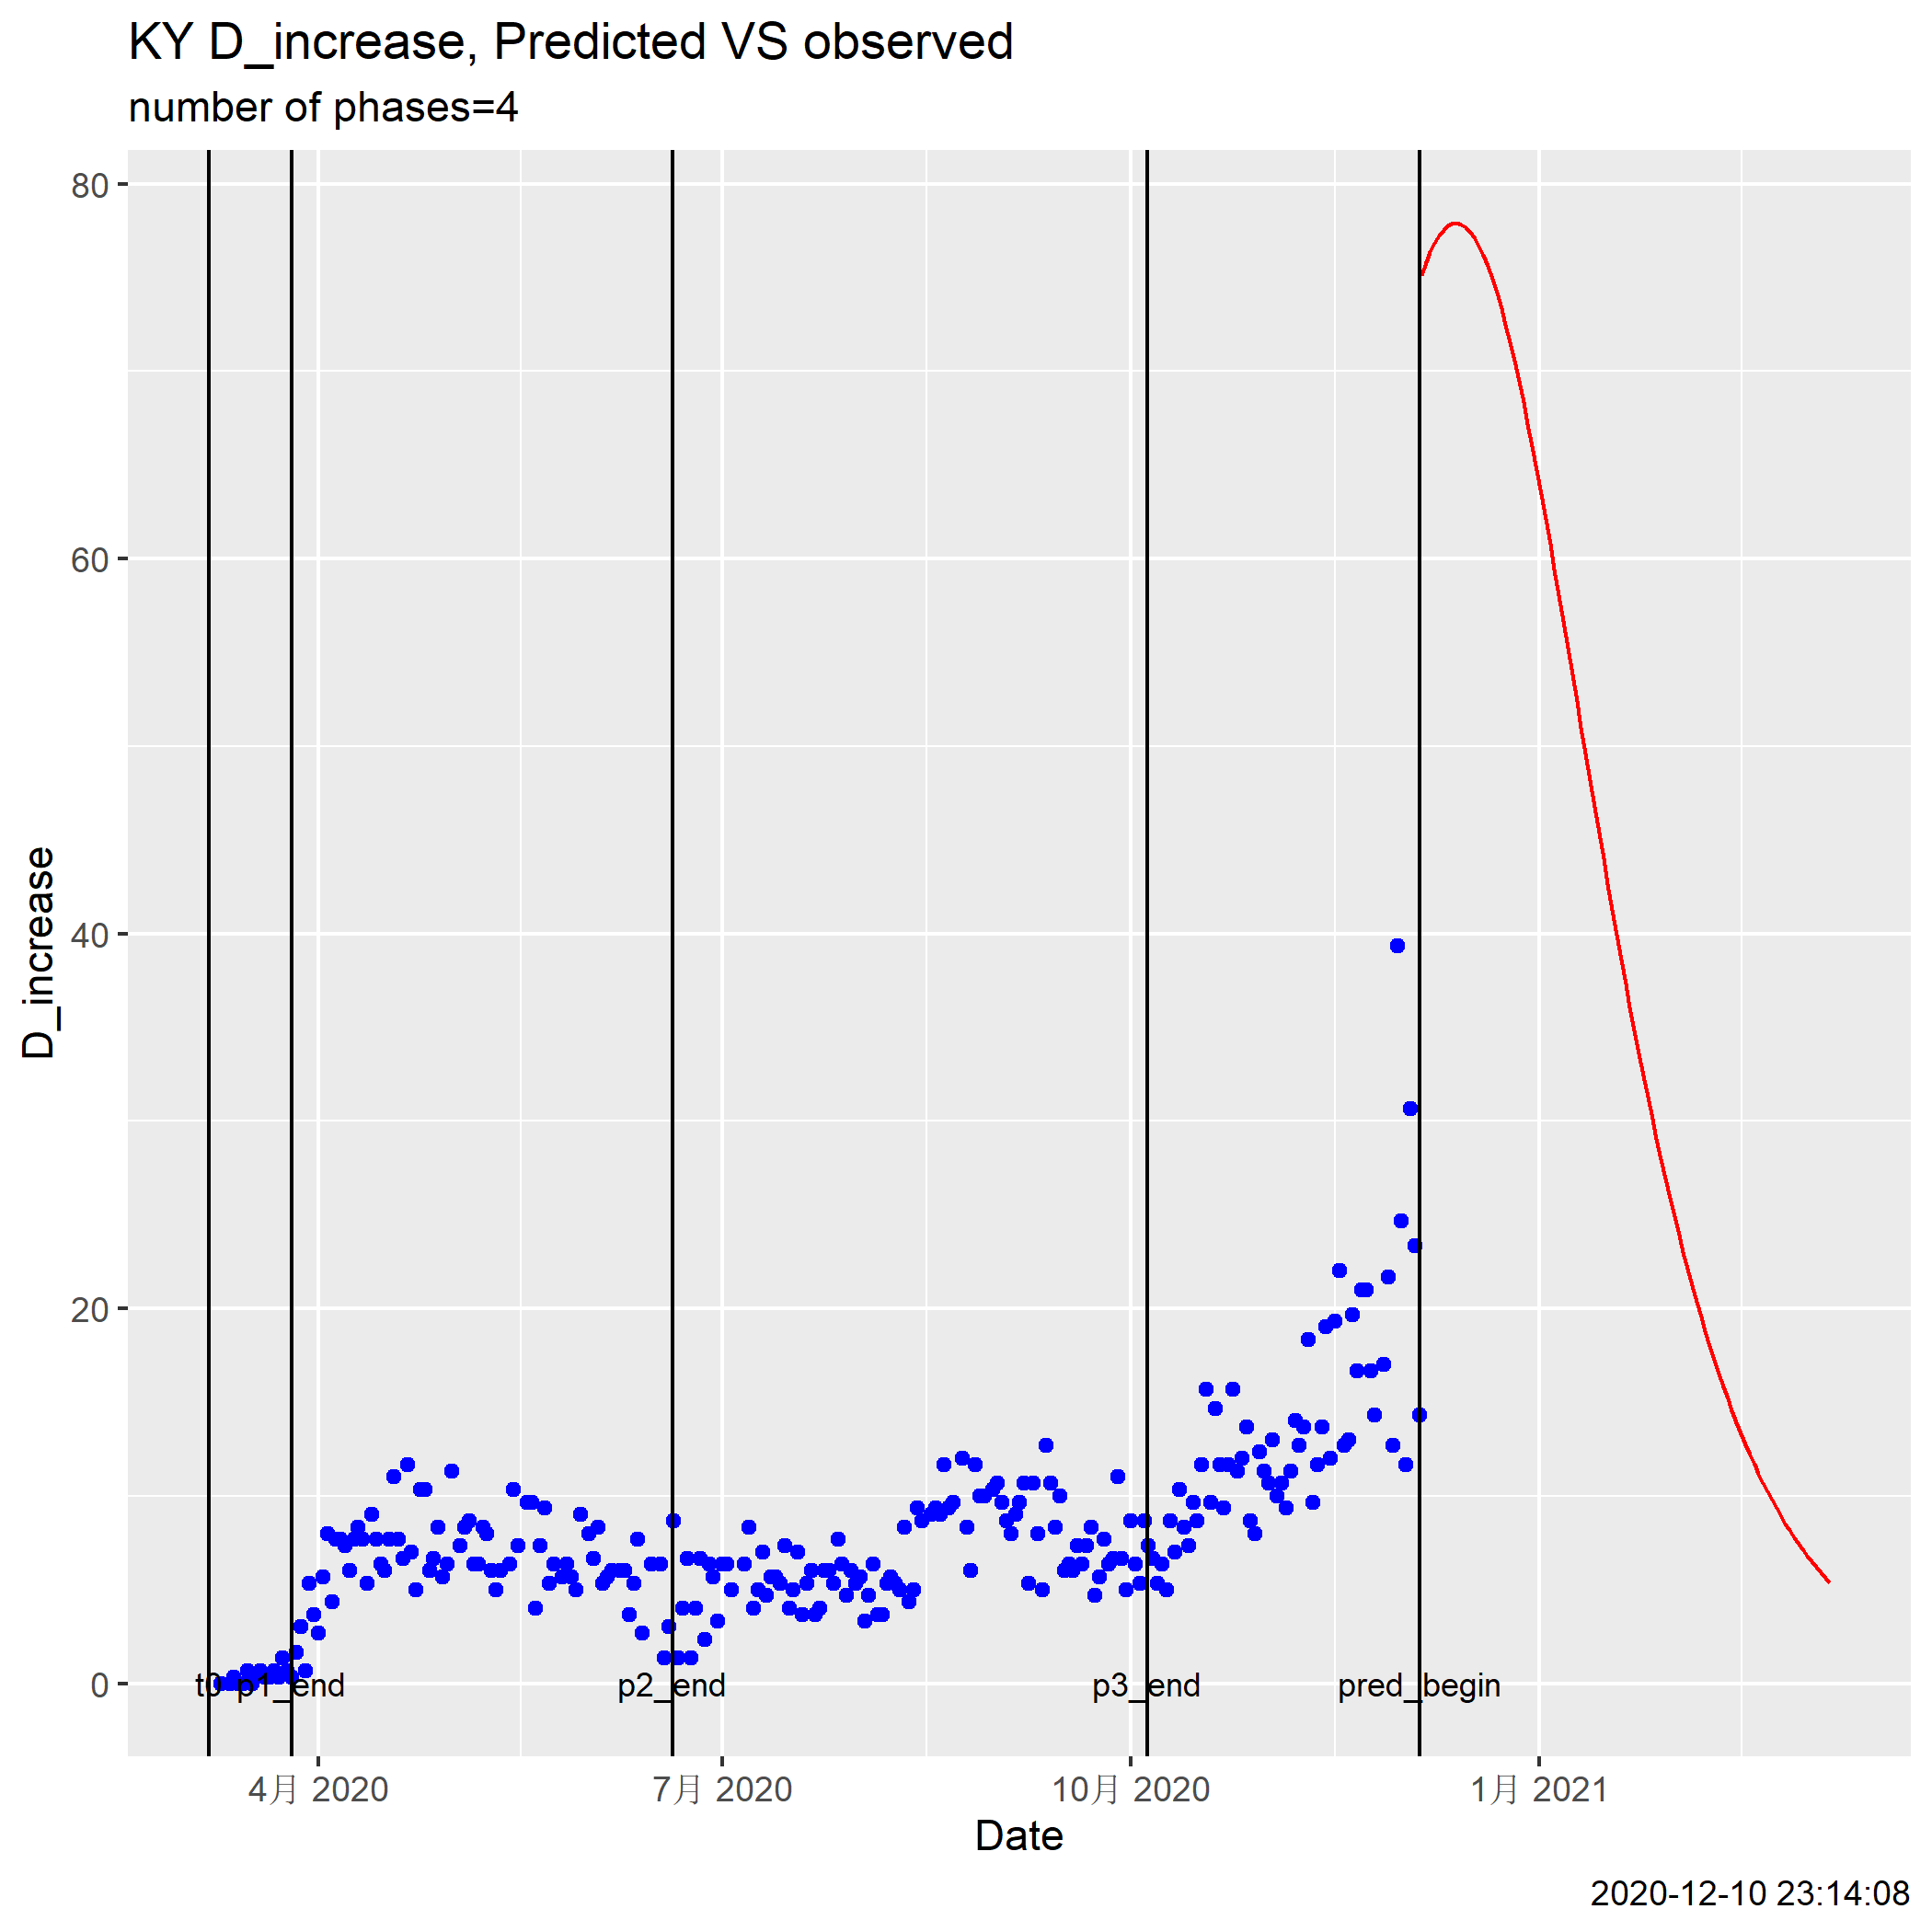 KY D_increase, Predicted VS observed
number of phases=4
80
60
40
20
0
D_increase
t0 p1_end p2_end p3_end pred_begin
4月 2020 7月 2020 10月 2020 1月 2021
Date
2020-12-10 23:14:08